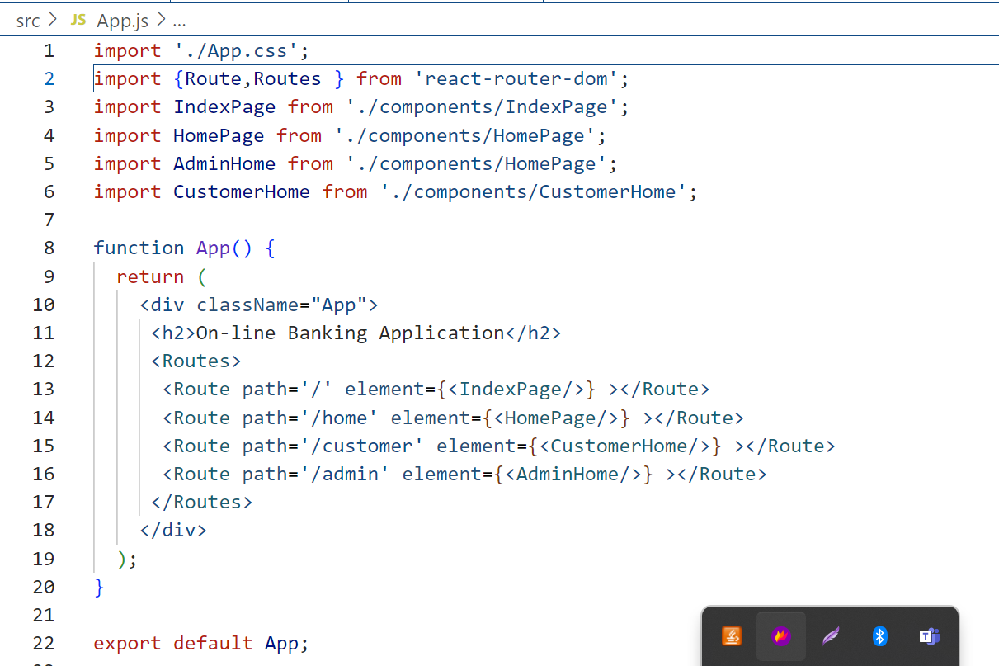 src > JS App.js > ...
1 import './App.css';
2 import {Route,Routes } from 'react-router-dom';
3 import IndexPage from './components/IndexPage';
4 import HomePage from './components/HomePage';
5 import AdminHome from './components/HomePage';
6 import CustomerHome from './components/CustomerHome';
7
8 function App() {
9   return (
10     <div className="App">
11      <h2>On-line Banking Application</h2>
12      <Routes>
13       <Route path='/' element={<IndexPage/>} ></Route>
14       <Route path='/home' element={<HomePage/>} ></Route>
15       <Route path='/customer' element={<CustomerHome/>} ></Route>
16       <Route path='/admin' element={<AdminHome/>} ></Route>
17      </Routes>
18     </div>
19   );
20 }
21
22 export default App;